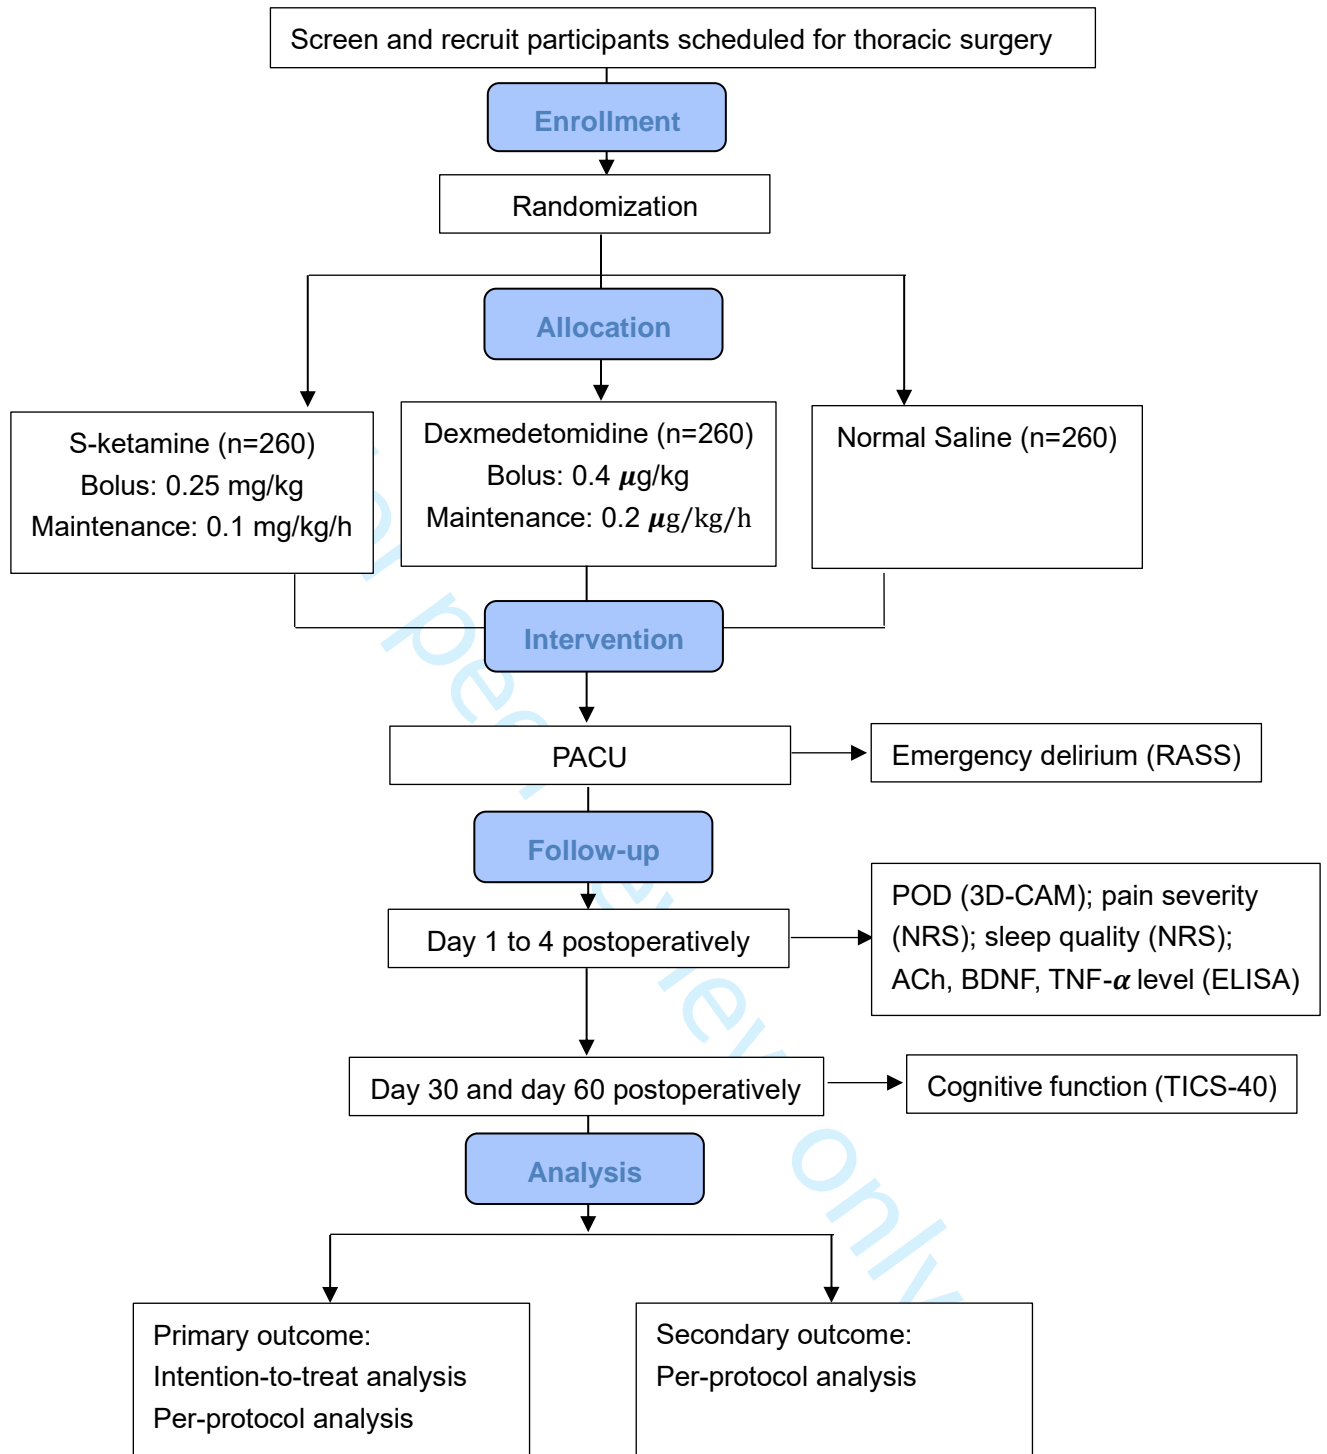 Screen and recruit participants scheduled for thoracic surgery
Enrollment
Randomization
Allocation
S-ketamine (n=260)
Bolus: 0.25 mg/kg
Maintenance: 0.1 mg/kg/h
Dexmedetomidine (n=260)
Bolus: 0.4 μg/kg
Maintenance: 0.2 μg/kg/h
Normal Saline (n=260)
Intervention
PACU
Emergency delirium (RASS)
Follow-up
Day 1 to 4 postoperatively
POD (3D-CAM); pain severity
(NRS); sleep quality (NRS);
ACh, BDNF, TNF-α level (ELISA)
Day 30 and day 60 postoperatively
Cognitive function (TICS-40)
Analysis
Primary outcome:
Intention-to-treat analysis
Per-protocol analysis
Secondary outcome:
Per-protocol analysis
For peer review only